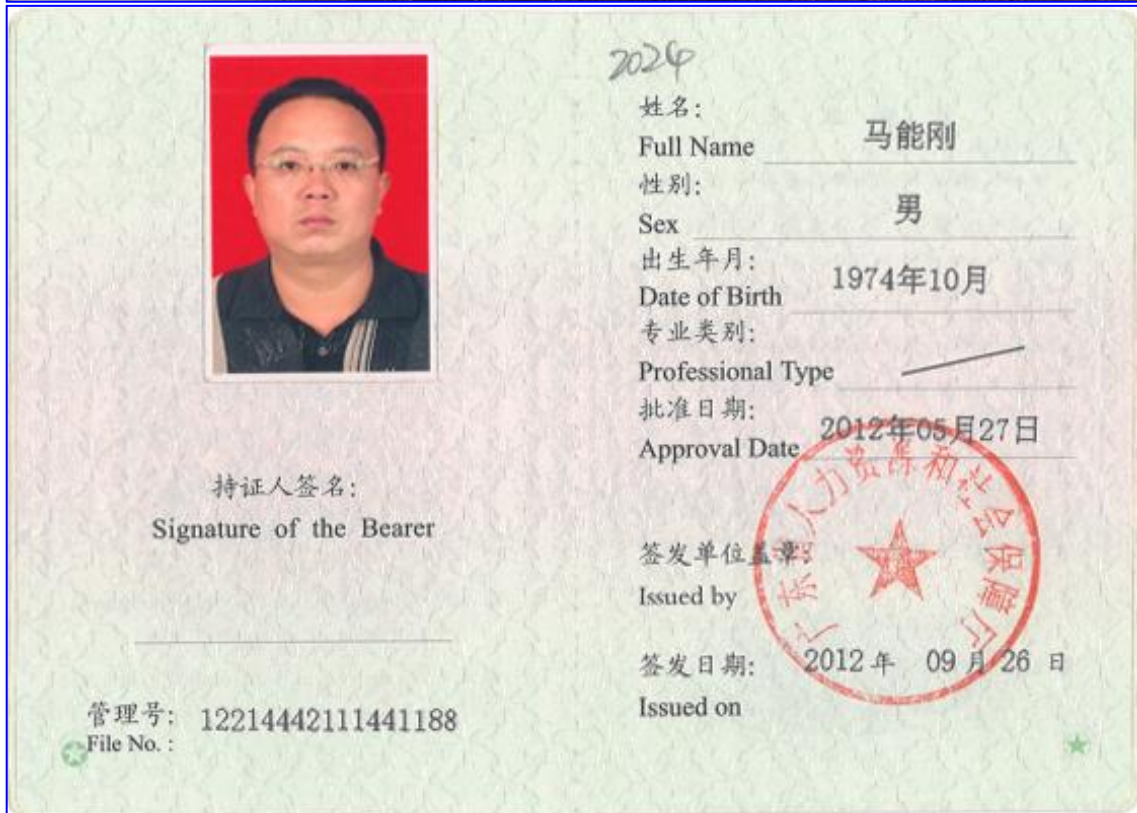 持证人签名:
Signature of the Bearer
管理号:
File No. :
12214442111441188
2024
姓名:
Full Name 马能刚
性别:
Sex 男
出生年月:
Date of Birth 1974年10月
专业类别:
Professional Type
批准日期:
Approval Date 2012年05月27日
签发单位盖章:
Issued by
广东省人力资源和社会保障厅
签发日期: 2012年 09月26日
Issued on